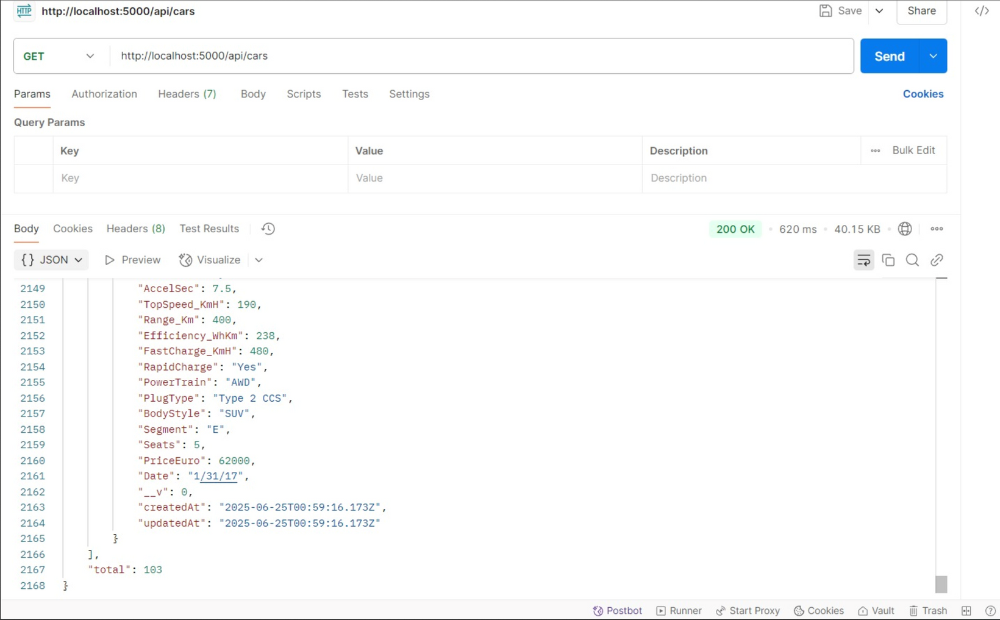 HTTP http://localhost:5000/api/cars Save Share </>
GET http://localhost:5000/api/cars Send
Params Authorization Headers (7) Body Scripts Tests Settings Cookies
Query Params
Key Value Description Bulk Edit
Key Value Description
Body Cookies Headers (8) Test Results 200 OK • 620 ms • 40.15 KB •
{} JSON Preview Visualize
2149 "AccelSec": 7.5,
2150 "TopSpeed_KmH": 190,
2151 "Range_Km": 400,
2152 "Efficiency_WhKm": 238,
2153 "FastCharge_KmH": 480,
2154 "RapidCharge": "Yes",
2155 "PowerTrain": "AWD",
2156 "PlugType": "Type 2 CCS",
2157 "BodyStyle": "SUV",
2158 "Segment": "E",
2159 "Seats": 5,
2160 "PriceEuro": 62000,
2161 "Date": "1/31/17",
2162 "__v": 0,
2163 "createdAt": "2025-06-25T00:59:16.173Z",
2164 "updatedAt": "2025-06-25T00:59:16.173Z"
2165 }
2166 ],
2167 "total": 103
2168 }
Postbot Runner Start Proxy Cookies Vault Trash